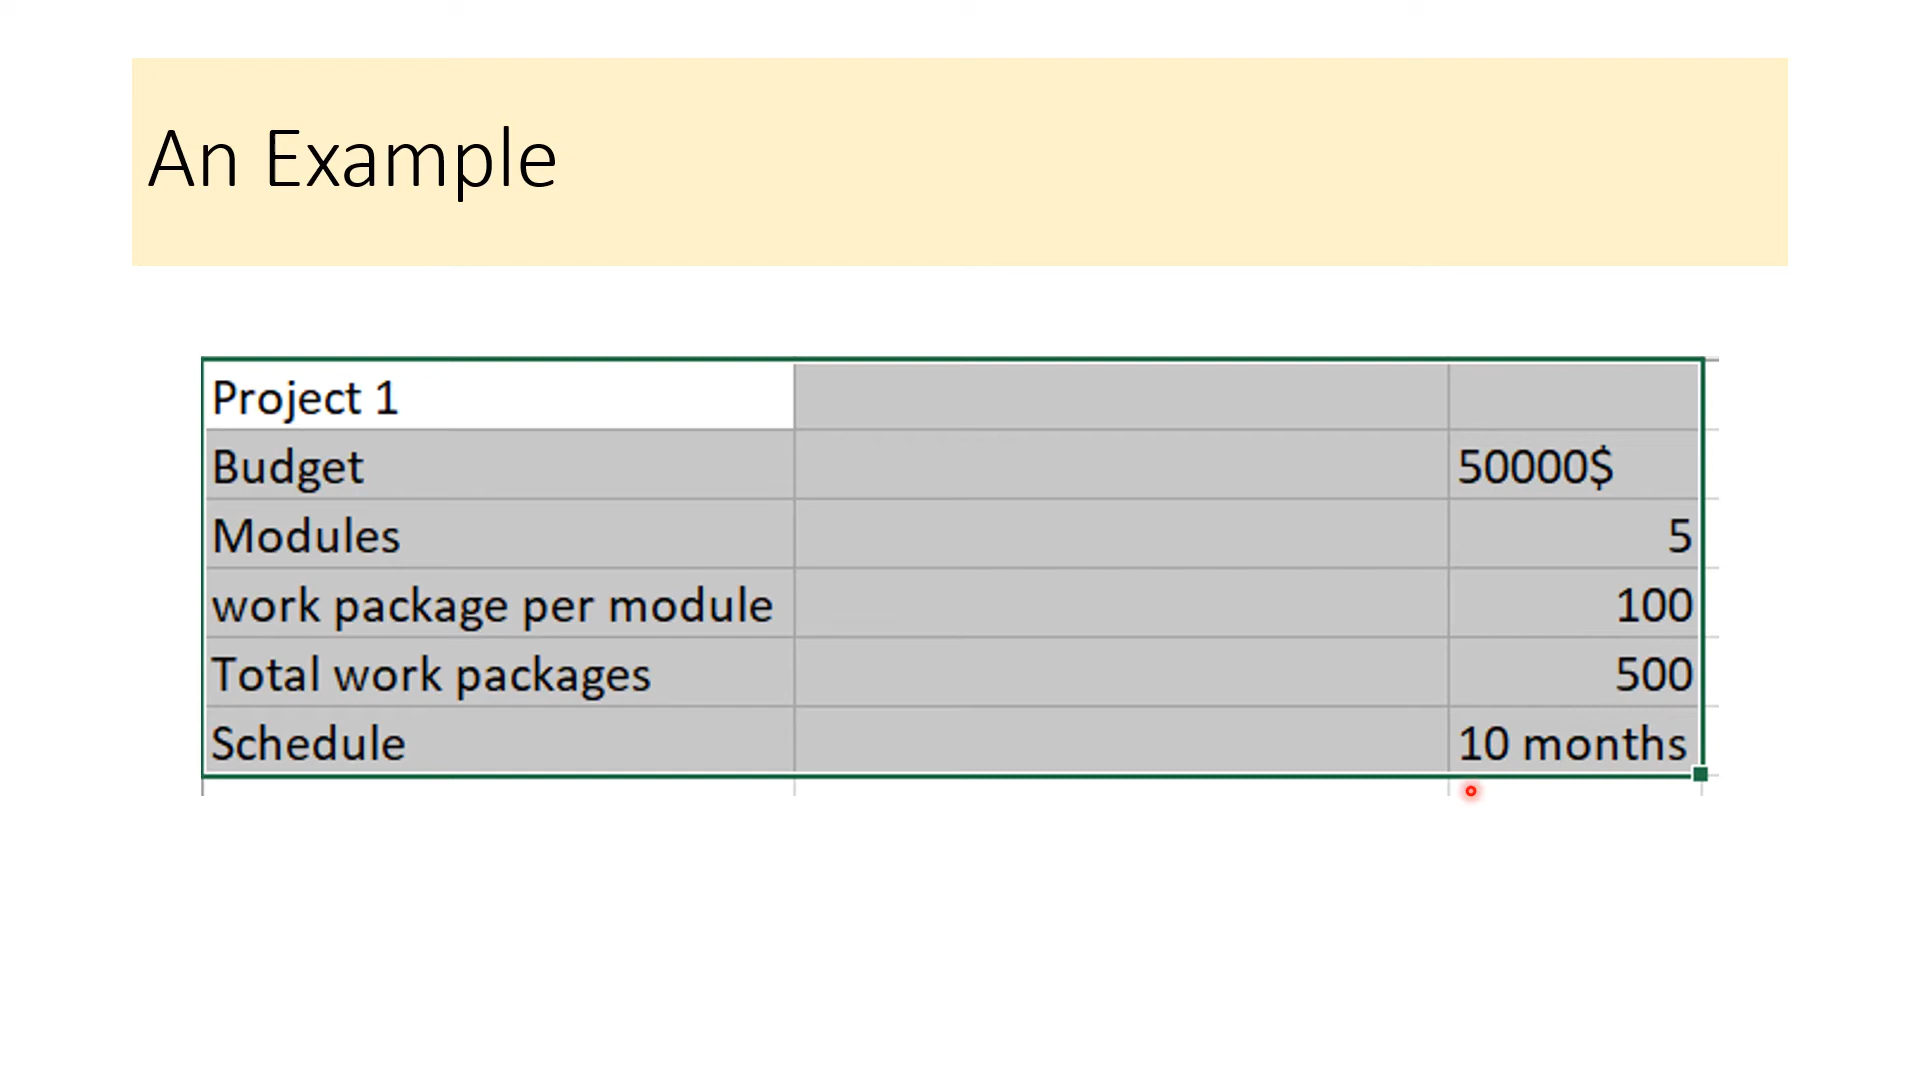 An Example
Project 1
Budget 50000$
Modules 5
work package per module 100
Total work packages 500
Schedule 10 months